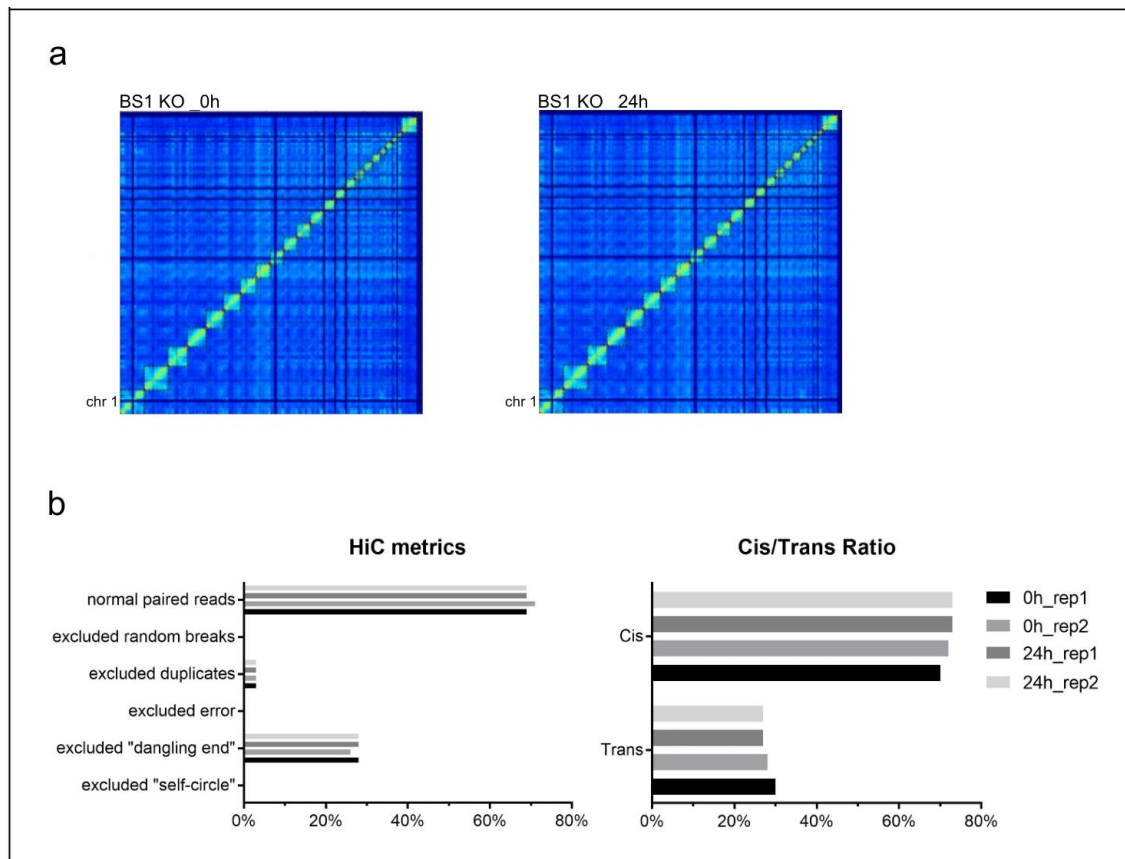 a
BS1 KO _0h
BS1 KO _24h
chr 1
chr 1
b
HiC metrics
normal paired reads
excluded random breaks
excluded duplicates
excluded error
excluded "dangling end"
excluded "self-circle"
0% 20% 40% 60% 80%
Cis/Trans Ratio
Cis
Trans
0% 20% 40% 60% 80%
0h_rep1
0h_rep2
24h_rep1
24h_rep2